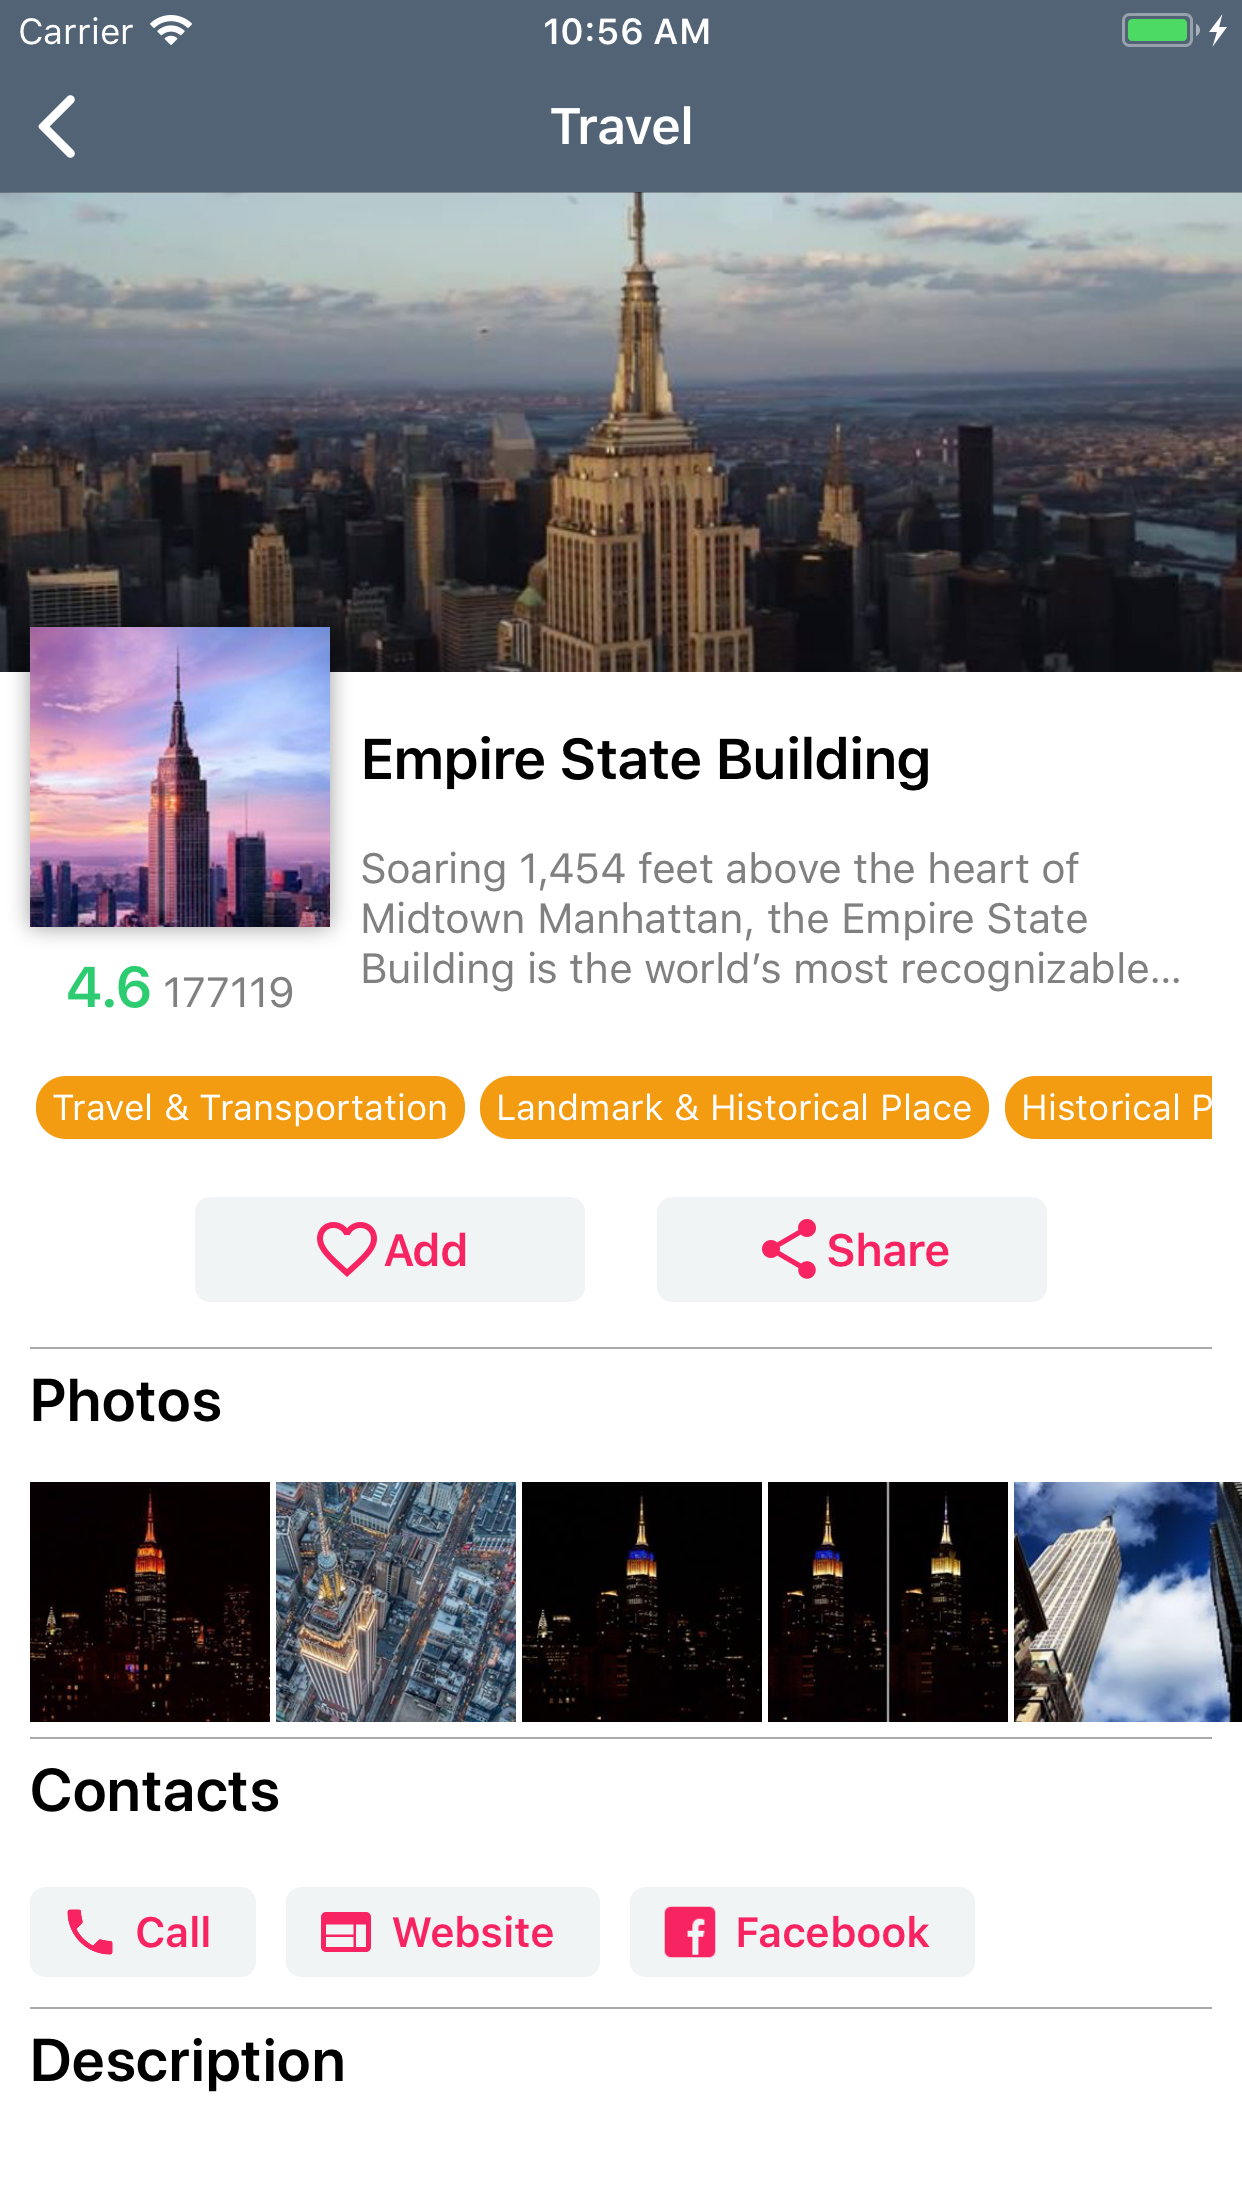 Carrier
10:56 AM
Travel
Empire State Building
Soaring 1,454 feet above the heart of
Midtown Manhattan, the Empire State
Building is the world’s most recognizable...
4.6 177119
Travel & Transportation
Landmark & Historical Place
Historical P
Add
Share
Photos
Contacts
Call
Website
Facebook
Description